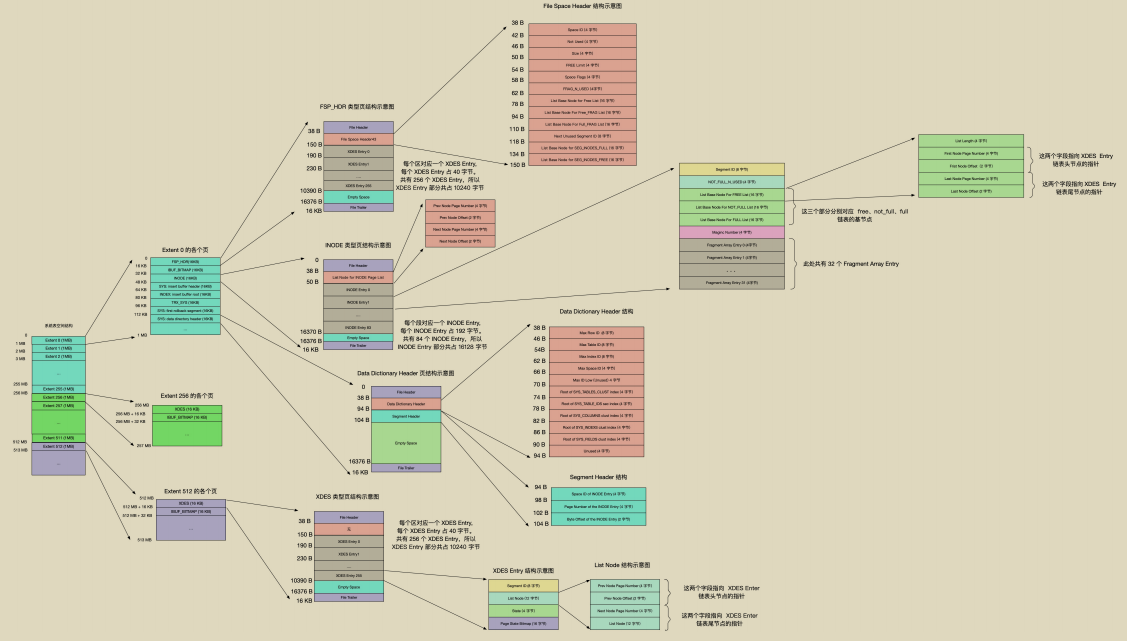 File Space Header 结构示意图
38 B
42 B
46 B
50 B
54 B
58 B
62 B
78 B
94 B
110 B
118 B
134 B
150 B
Space ID (4 字节)
Not Used (4 字节)
Size (4 字节)
FREE Limit (4 字节)
Space Flags (4 字节)
FRAG_N_USED (4字节)
List Base Node for Free List (16 字节)
List Base Node For Free_FRAG List (16 字节)
List Base Node For Full_FRAG List (16 字节)
Next Unused Segment ID (8 字节)
List Base Node for SEG_INODES_FULL (16 字节)
List Base Node for SEG_INODES_FREE (16 字节)
FSP_HDR 类型页结构示意图
38 B
150 B
190 B
230 B
10390 B
16376 B
16 KB
File Header
XDES Entry 0
XDES Entry1
...
XDES Entry 255
Empty Space
File Trailer
每个区对应一个 XDES Entry,
每个 XDES Entry 占 40 字节。
共有 256 个 XDES Entry，所以
XDES Entry 部分共占 10240 字节
Prev Node Page Number (4 字节)
Prev Node Offset (2 字节)
Next Node Page Number (4 字节)
Next Node Offset (2 字节)
Segment ID (8 字节)
NOT_FULL_N_USED (4 字节)
List Base Node For FREE List (16 字节)
List Base Node For NOT_FULL List (16 字节)
List Base Node For FULL List (16 字节)
Maginc Number (4 字节)
Fragment Array Entry 0(4字节)
Fragment Array Entry 1 (4字节)
. . .
Fragment Array Entry 31 (4字节)
这三个部分分别对应 free、not_full、full
链表的基节点
此处共有 32 个 Fragment Array Entry
List Length (4 字节)
First Node Page Number (4 字节)
First Node Offset (2 字节)
Last Node Page Number (4 字节)
Last Node Offset (2 字节)
这两个字段指向 XDES Entry
链表头节点的指针
这两个字段指向 XDES Entry
链表尾节点的指针
INODE 类型页结构示意图
0
38 B
50 B
16370 B
16376 B
16 KB
File Header
List Node for INODE Page List
INODE Entry 0
INODE Entry1
...
INODE Entry 83
Empty Space
File Trailer
每个段对应一个 INODE Entry,
每个 INODE Entry 占 192 字节。
共有 84 个 INODE Entry，所以
INODE Entry 部分共占 16128 字节
Extent 0 的各个页
0
16 KB
32 KB
48 KB
64 KB
80 KB
96 KB
112 KB
1 MB
FSP_HDR(16KB)
IBUF_BITMAP (16KB)
INODE (16KB)
SYS: insert buffer header (16KB)
INDEX: insert buffer root (16KB)
TRX_SYS (16KB)
SYS: first rollback segment (16KB)
SYS: data directory header (16KB)
系统表空间结构
0
1 MB
2 MB
3 MB
255 MB
256 MB
512 MB
513 MB
Extent 0 (1MB)
Extent 1 (1MB)
Extent 2 (1MB)
...
Extent 255 (1MB)
Extent 256 (1MB)
Extent 257 (1MB)
...
Extent 511 (1MB)
Extent 512 (1MB)
...
Extent 256 的各个页
256 MB
256 MB + 16 KB
256 MB + 32 KB
257 MB
XDES (16 KB)
IBUF_BITMAP (16 KB)
...
Extent 512 的各个页
512 MB
512 MB + 16 KB
512 MB + 32 KB
513 MB
XDES (16 KB)
IBUF_BITMAP (16 KB)
...
Data Dictionary Header 页结构示意图
0
38 B
94 B
104 B
16376 B
16 KB
File Header
Data Dictionary Header
Segment Header
Empty Space
File Trailer
Data Dictionary Header 结构
38 B
46 B
54B
62 B
66 B
70 B
74 B
78 B
82 B
86 B
90 B
94 B
Max Row ID (8 字节)
Max Table ID (8 字节)
Max Index ID (8 字节)
Max Space ID (4 字节)
Max ID Low (Unused) 4 字节
Root of SYS_TABLES_CLUST index (4 字节)
Root of SYS_TABLE_IDS sec index (4 字节)
Root of SYS_COLUMNS clust index (4 字节)
Root of SYS_INDEXS clust index (4 字节)
Root of SYS_FIELDS clust index (4 字节)
Unused (4 字节)
Segment Header 结构
94 B
98 B
102 B
104 B
Space ID of INODE Entry (4 字节)
Page Number of the INODE Entry (4 字节)
Byte Offset of the INODE Entry (2 字节)
XDES 类型页结构示意图
38 B
150 B
190 B
230 B
10390 B
16376 B
16 KB
File Header
无
XDES Entry 0
XDES Entry1
...
XDES Entry 255
Empty Space
File Trailer
每个区对应一个 XDES Entry,
每个 XDES Entry 占 40 字节。
共有 256 个 XDES Entry，所以
XDES Entry 部分共占 10240 字节
XDES Entry 结构示意图
Segment ID (8 字节)
List Node (12 字节)
State (4 字节)
Page State Bitmap (16 字节)
List Node 结构示意图
Prev Node Page Number (4 字节)
Prev Node Offset (2 字节)
Next Node Page Number (4 字节)
List Node (12 字节)
这两个字段指向 XDES Enter
链表头节点的指针
这两个字段指向 XDES Enter
链表尾节点的指针